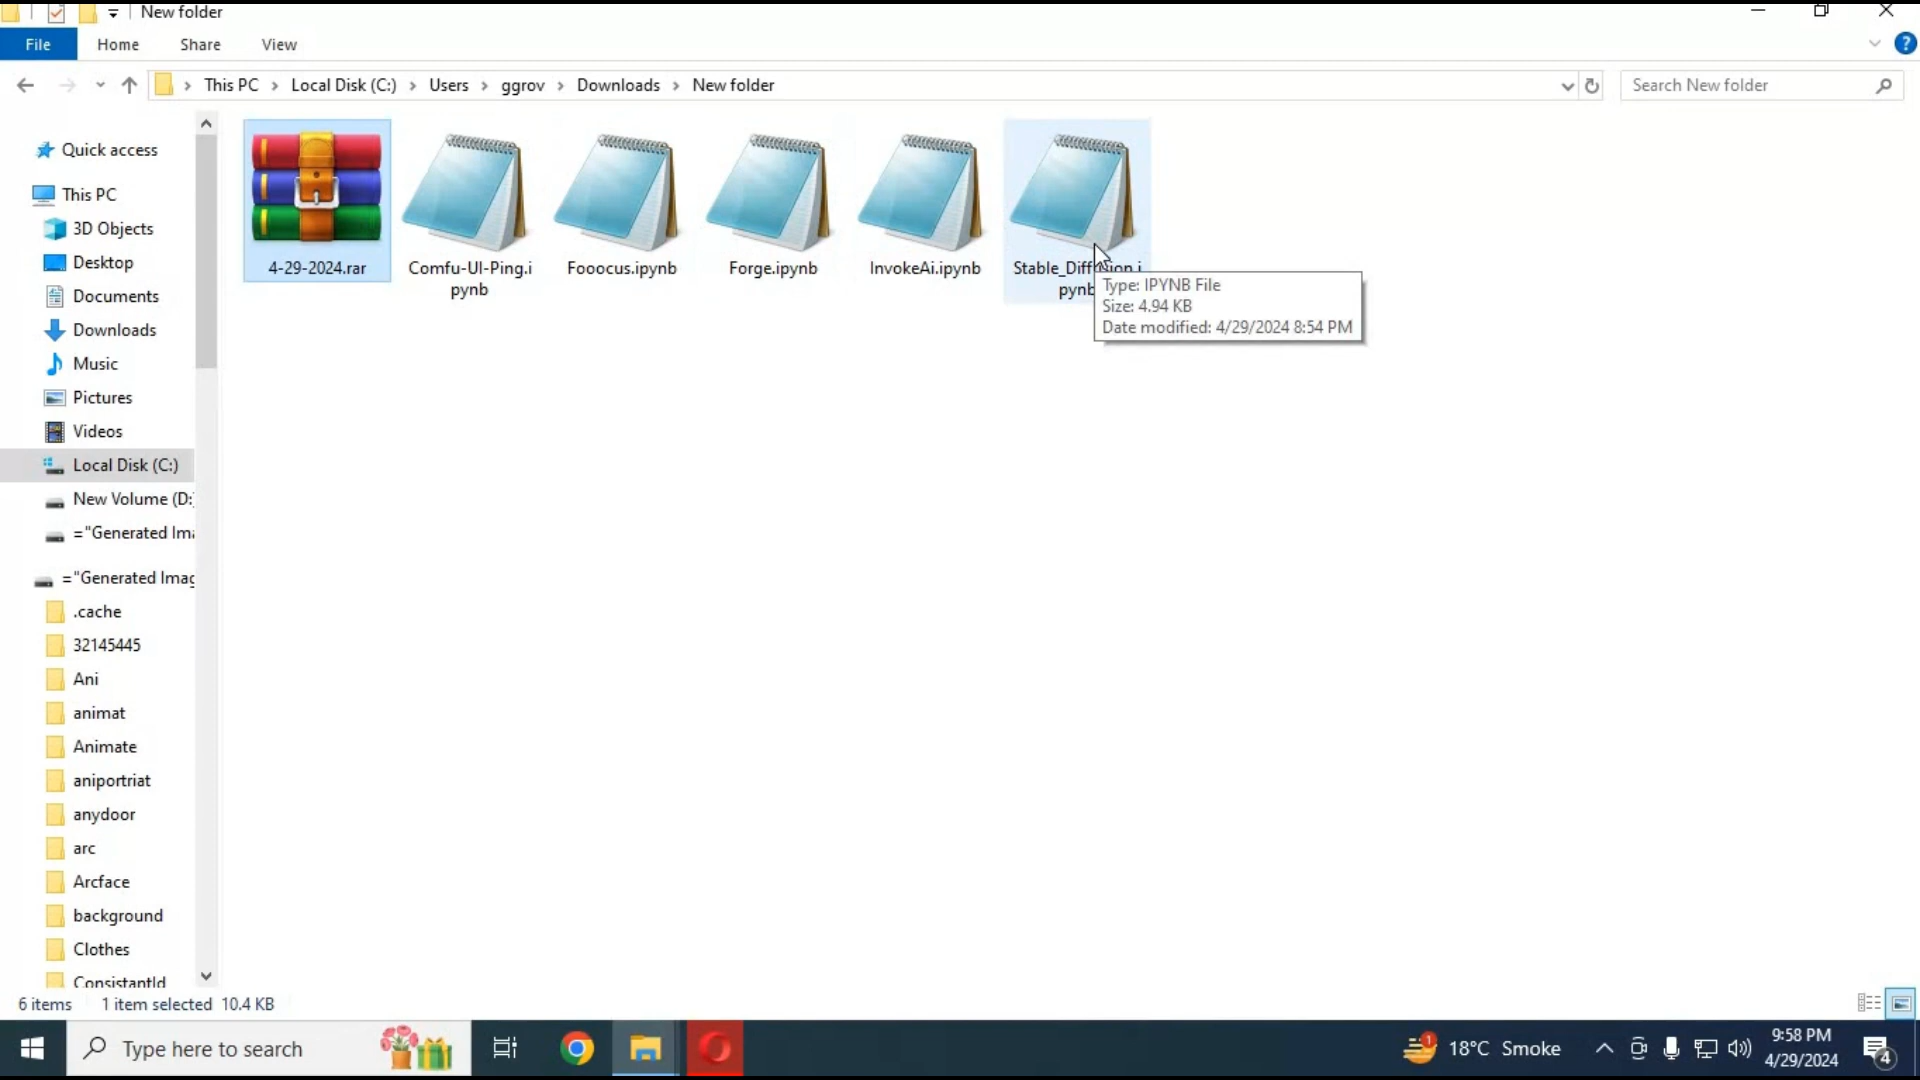 New folder
File Home Share View
This PC Local Disk (C:) Users ggrov Downloads New folder
Search New folder
Quick access
This PC
3D Objects
Desktop
Documents
Downloads
Music
Pictures
Videos
Local Disk (C:)
New Volume (D:
="Generated Ima
="Generated Imag
.cache
32145445
Ani
animat
Animate
aniportriat
anydoor
arc
Arcface
background
Clothes
ConsistantId
4-29-2024.rar
Comfu-UI-Ping.i
pynb
Fooocus.ipynb
Forge.ipynb
InvokeAi.ipynb
Stable_Diffusion.i
pynb
Type: IPYNB File
Size: 4.94 KB
Date modified: 4/29/2024 8:54 PM
6 items 1 item selected 10.4 KB
Type here to search
1
18°C Smoke
9:58 PM
4/29/2024
4